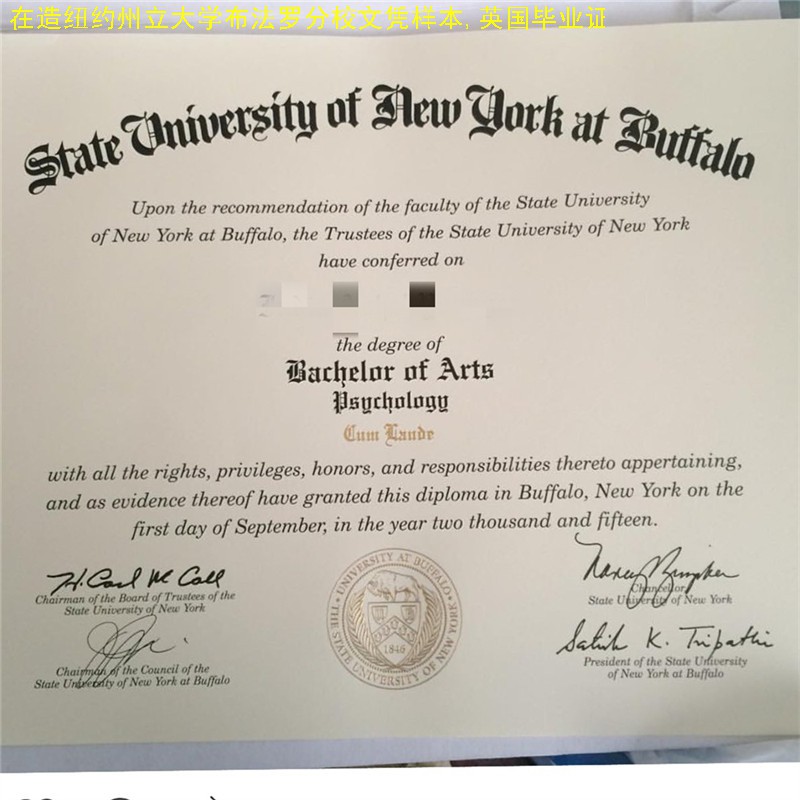 在造纽约州立大学布法罗分校文凭样本, 英国毕业证
State University of New York at Buffalo
Upon the recommendation of the faculty of the State University
of New York at Buffalo, the Trustees of the State University of New York
have conferred on
the degree of
Bachelor of Arts
Psychology
Cum Laude
with all the rights, privileges, honors, and responsibilities thereto appertaining,
and as evidence thereof have granted this diploma in Buffalo, New York on the
first day of September, in the year two thousand and fifteen.
H. Carl McCall
Chairman of the Board of Trustees of the
State University of New York
Nancy Zimpher
Chancellor
State University of New York
Chairman of the Council of the
State University of New York at Buffalo
Satish K. Tripathi
President of the State University
of New York at Buffalo
UNIVERSITY AT BUFFALO
THE STATE UNIVERSITY OF NEW YORK
1846